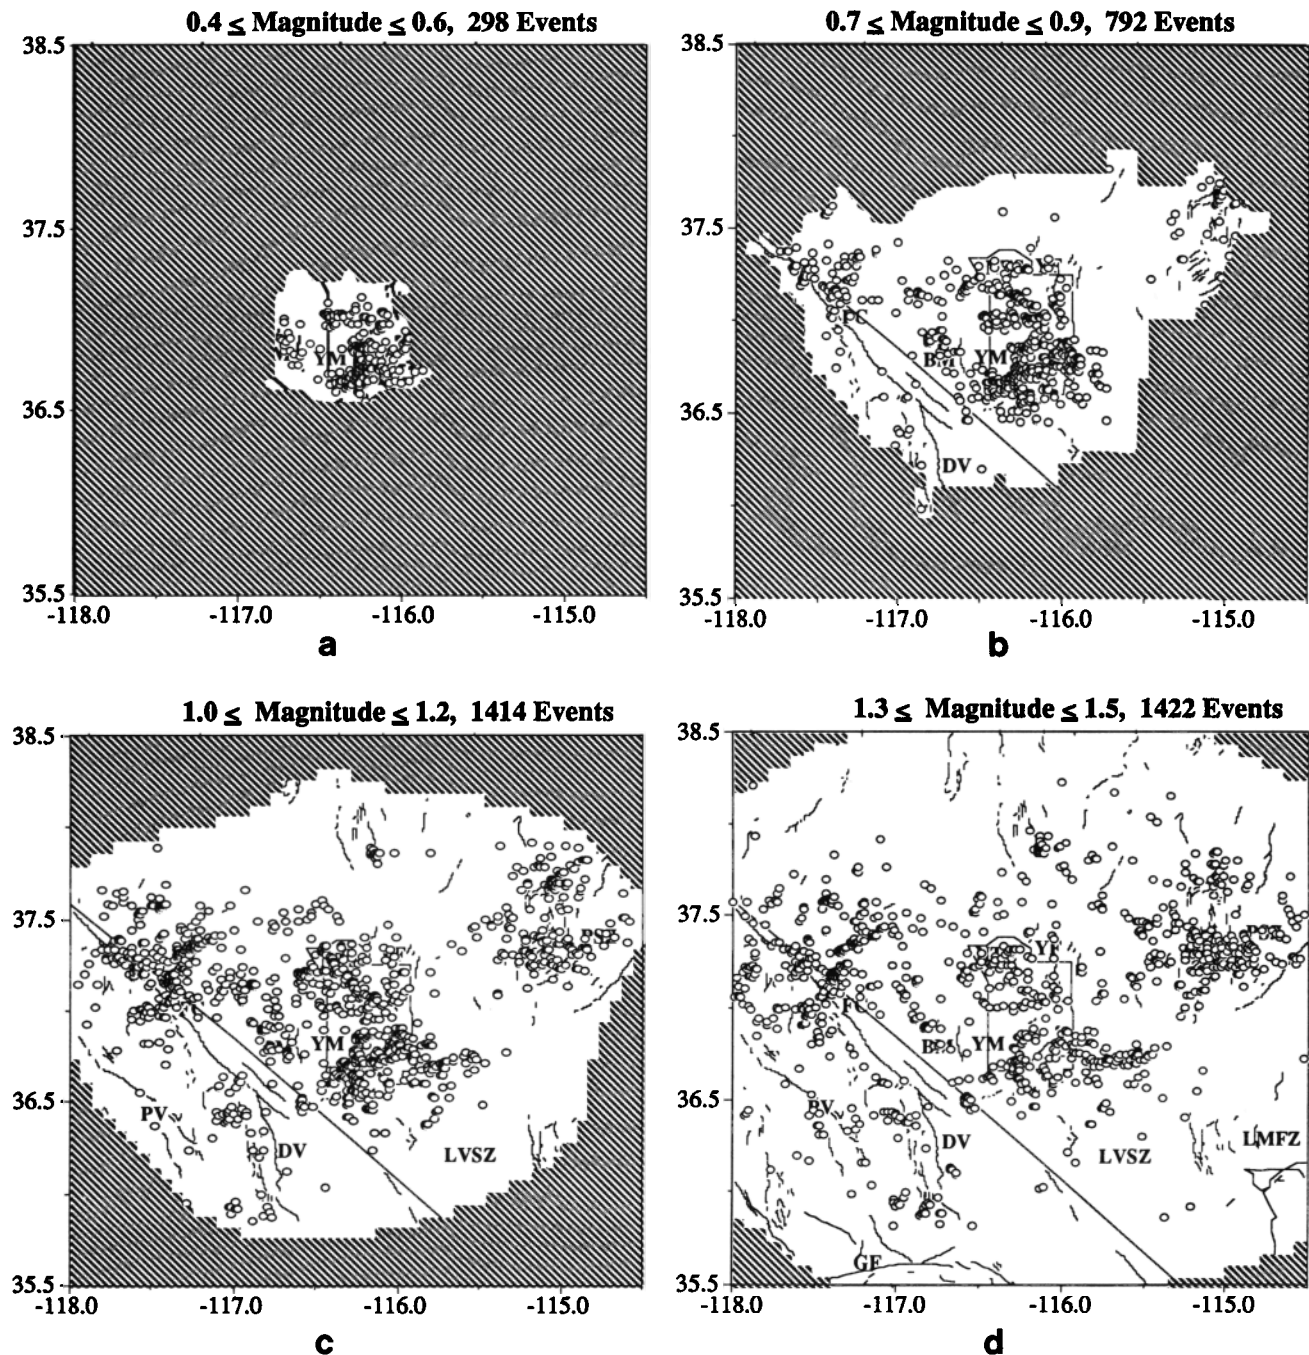 0.4 ≤ Magnitude ≤ 0.6, 298 Events
38.5
37.5
36.5
35.5
YM
-118.0 -117.0 -116.0 -115.0
a
0.7 ≤ Magnitude ≤ 0.9, 792 Events
38.5
37.5
36.5
35.5
FC
YM
DV
-118.0 -117.0 -116.0 -115.0
b
1.0 ≤ Magnitude ≤ 1.2, 1414 Events
38.5
37.5
36.5
35.5
YM
PV
DV
LVSZ
-118.0 -117.0 -116.0 -115.0
c
1.3 ≤ Magnitude ≤ 1.5, 1422 Events
38.5
37.5
36.5
35.5
FC
YM
PV
DV
LVSZ
LMFZ
GF
-118.0 -117.0 -116.0 -115.0
d